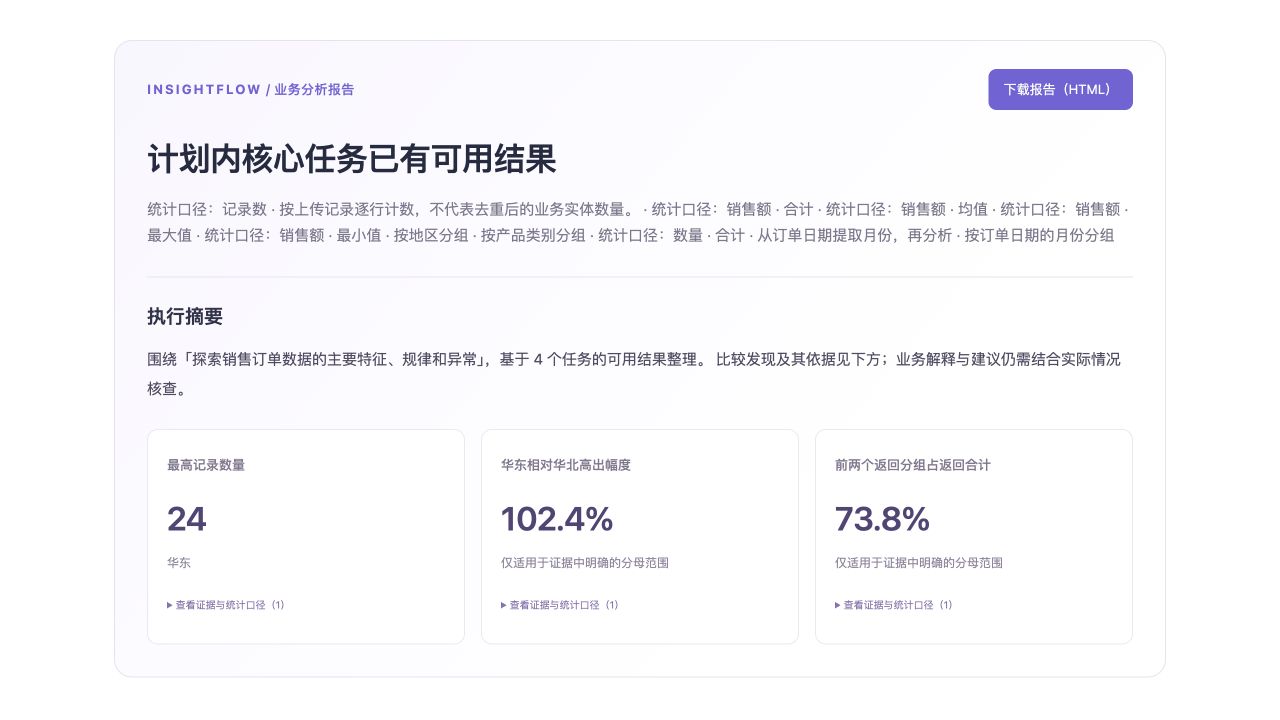 INSIGHTFLOW / 业务分析报告
下载报告（HTML）
计划内核心任务已有可用结果
统计口径：记录数 · 按上传记录逐行计数，不代表去重后的业务实体数量。 · 统计口径：销售额 · 合计 · 统计口径：销售额 · 均值 · 统计口径：销售额 ·
最大值 · 统计口径：销售额 · 最小值 · 按地区分组 · 按产品类别分组 · 统计口径：数量 · 合计 · 从订单日期提取月份，再分析 · 按订单日期的月份分组
执行摘要
围绕「探索销售订单数据的主要特征、规律和异常」，基于 4 个任务的可用结果整理。 比较发现及其依据见下方；业务解释与建议仍需结合实际情况
核查。
最高记录数量
24
华东
▸ 查看证据与统计口径（1）
华东相对华北高出幅度
102.4%
仅适用于证据中明确的分母范围
▸ 查看证据与统计口径（1）
前两个返回分组占返回合计
73.8%
仅适用于证据中明确的分母范围
▸ 查看证据与统计口径（1）